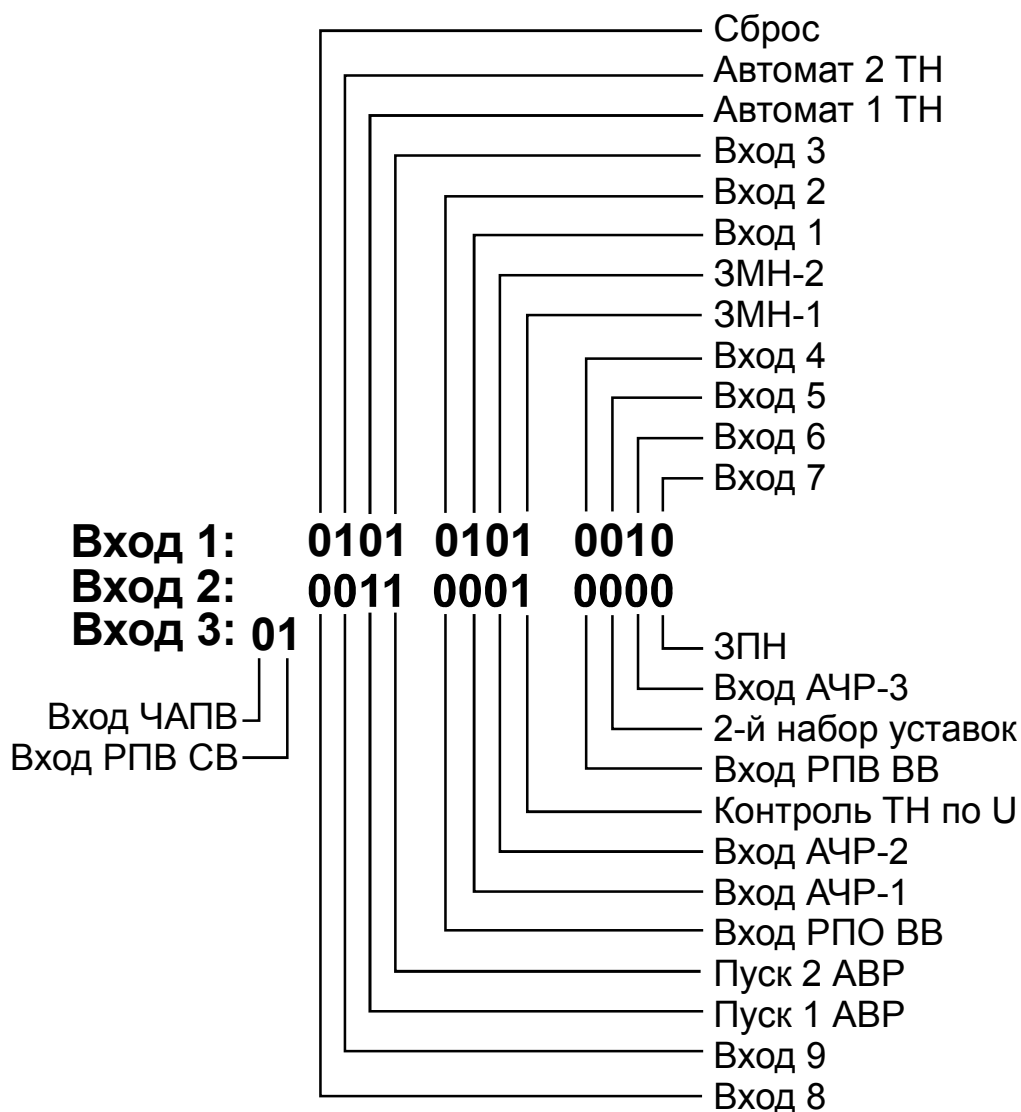 Сброс
Автомат 2 ТН
Автомат 1 ТН
Вход 3
Вход 2
Вход 1
ЗМН-2
ЗМН-1
Вход 4
Вход 5
Вход 6
Вход 7
Вход 1: 0101 0101 0010
Вход 2: 0011 0001 0000
Вход 3: 01
ЗПН
Вход АЧР-3
Вход ЧАПВ
2-й набор уставок
Вход РПВ СВ
Вход РПВ ВВ
Контроль ТН по U
Вход АЧР-2
Вход АЧР-1
Вход РПО ВВ
Пуск 2 АВР
Пуск 1 АВР
Вход 9
Вход 8